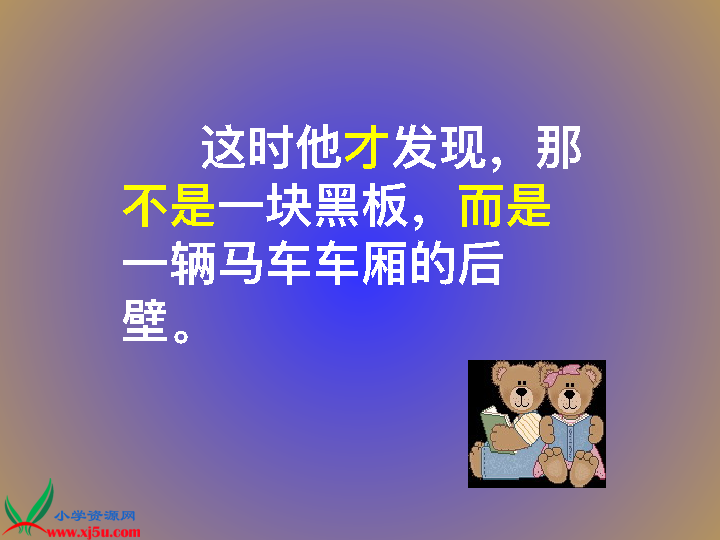 这时他才发现，那
不是一块黑板，而是
一辆马车车厢的后
壁。
小学资源网
www.xj5u.com